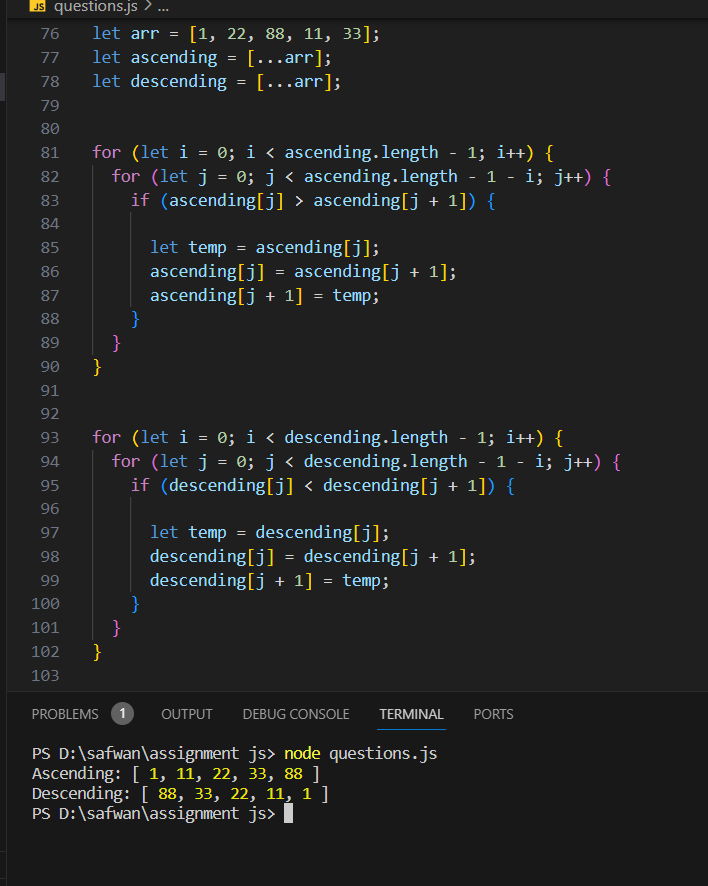 JS questions.js > ...
76 let arr = [1, 22, 88, 11, 33];
77 let ascending = [...arr];
78 let descending = [...arr];
79
80
81 for (let i = 0; i < ascending.length - 1; i++) {
82 for (let j = 0; j < ascending.length - 1 - i; j++) {
83 if (ascending[j] > ascending[j + 1]) {
84
85 let temp = ascending[j];
86 ascending[j] = ascending[j + 1];
87 ascending[j + 1] = temp;
88 }
89 }
90 }
91
92
93 for (let i = 0; i < descending.length - 1; i++) {
94 for (let j = 0; j < descending.length - 1 - i; j++) {
95 if (descending[j] < descending[j + 1]) {
96
97 let temp = descending[j];
98 descending[j] = descending[j + 1];
99 descending[j + 1] = temp;
100 }
101 }
102 }
103
PROBLEMS 1 OUTPUT DEBUG CONSOLE TERMINAL PORTS
PS D:\safwan\assignment js> node questions.js
Ascending: [ 1, 11, 22, 33, 88 ]
Descending: [ 88, 33, 22, 11, 1 ]
PS D:\safwan\assignment js>